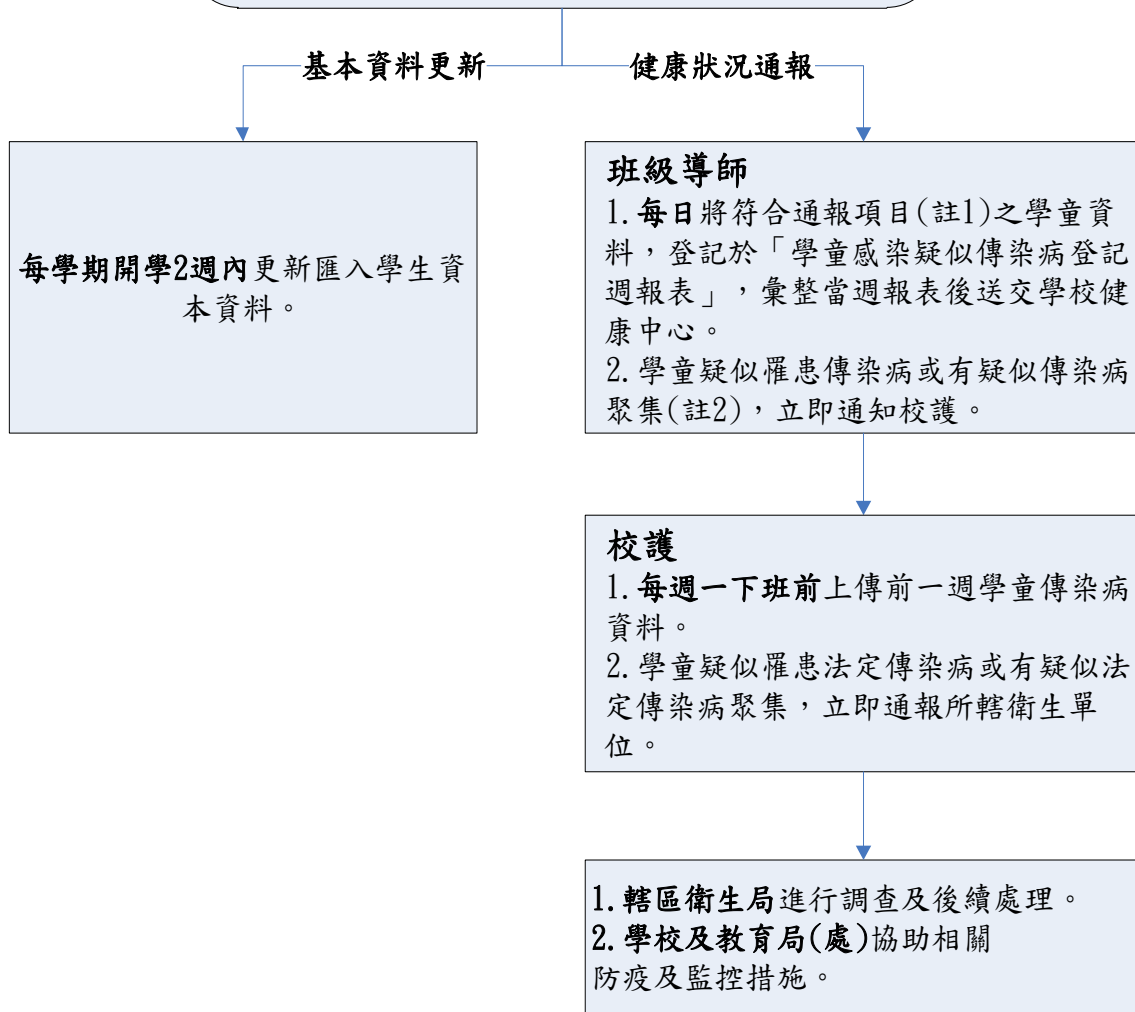 基本資料更新
健康狀況通報
每學期開學2週內更新匯入學生資
本資料。
班級導師
1.每日將符合通報項目(註1)之學童資
料，登記於「學童感染疑似傳染病登記
週報表」，彙整當週報表後送交學校健
康中心。
2.學童疑似罹患傳染病或有疑似傳染病
聚集(註2)，立即通知校護。
校護
1.每週一下班前上傳前一週學童傳染病
資料。
2.學童疑似罹患法定傳染病或有疑似法
定傳染病聚集，立即通報所轄衛生單
位。
1.轄區衛生局進行調查及後續處理。
2.學校及教育局(處)協助相關
防疫及監控措施。